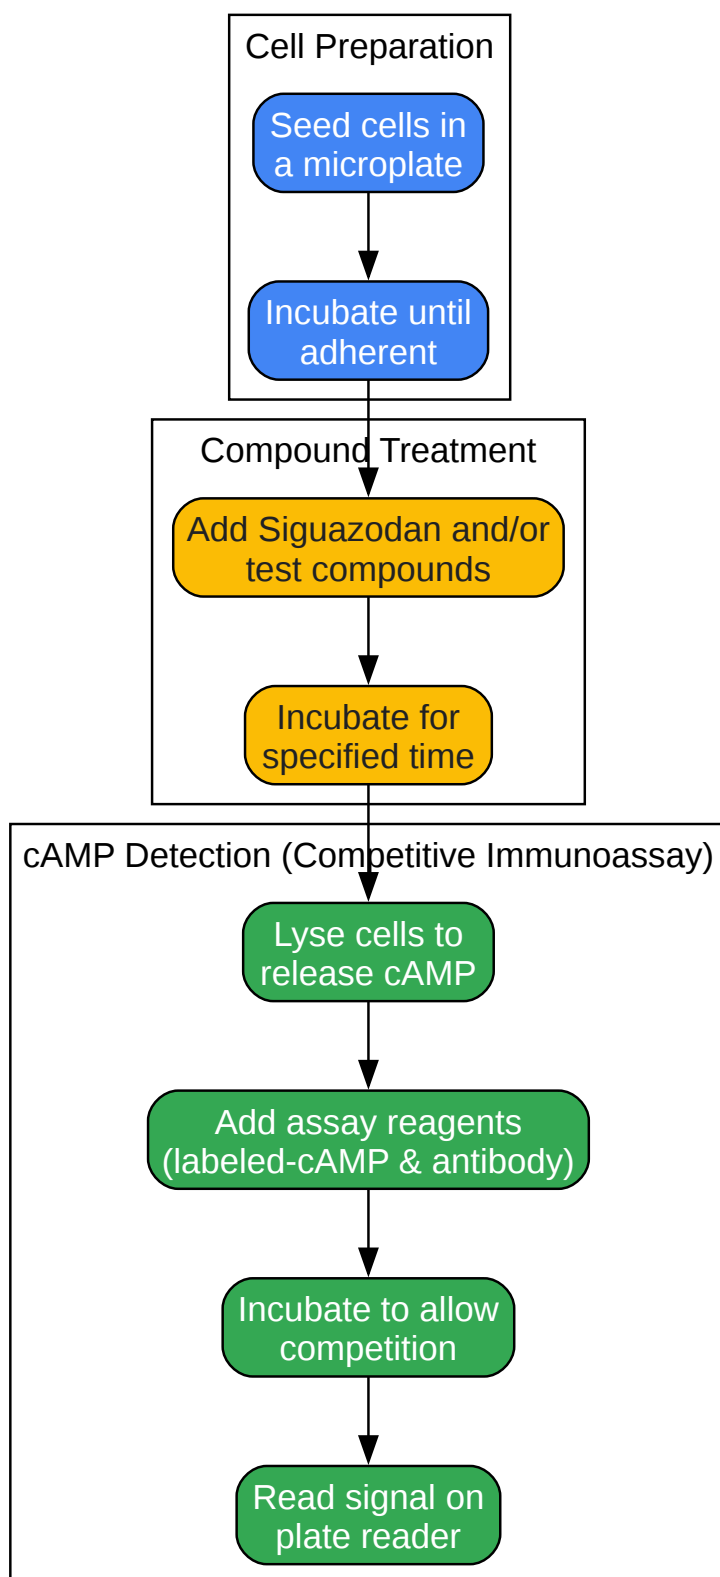 Cell Preparation
Seed cells in
a microplate
Incubate until
adherent
Compound Treatment
Add Siguazodan and/or
test compounds
Incubate for
specified time
cAMP Detection (Competitive Immunoassay)
Lyse cells to
release cAMP
Add assay reagents
(labeled-cAMP & antibody)
Incubate to allow
competition
Read signal on
plate reader